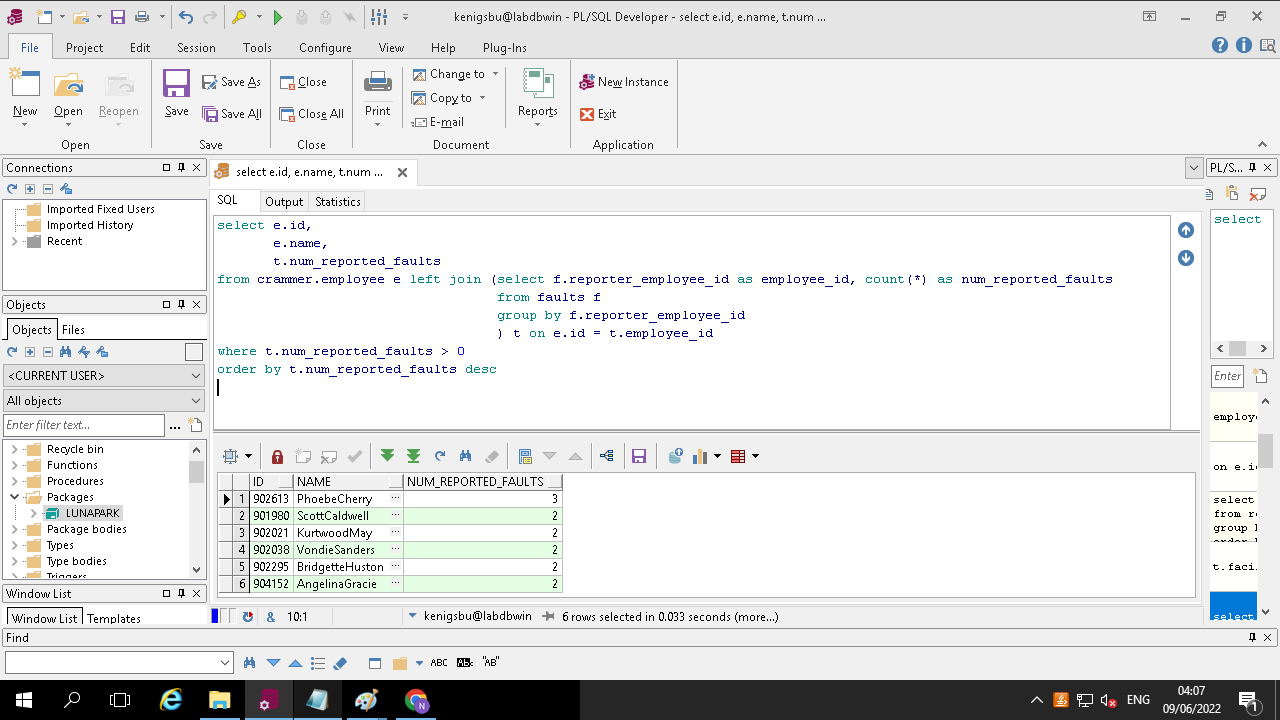 kenigsbu@labdbwin - PL/SQL Developer - select e.id, e.name, t.num ...
File Project Edit Session Tools Configure View Help Plug-Ins
New Open Reopen
Open
Save
Save As
Save All
Save
Close
Close All
Close
Print
Change to
Copy to
E-mail
Reports
Document
New Instance
Exit
Application
Connections
Imported Fixed Users
Imported History
Recent
Objects
Objects Files
<CURRENT USER>
All objects
Enter filter text...
...
Recycle bin
Functions
Procedures
Packages
LUNAPARK
Package bodies
Types
Type bodies
Triggers
Window List
Window List Templates
select e.id, e.name, t.num ...
SQL Output Statistics
select e.id,
e.name,
t.num_reported_faults
from crammer.employee e left join (select f.reporter_employee_id as employee_id, count(*) as num_reported_faults
from faults f
group by f.reporter_employee_id
) t on e.id = t.employee_id
where t.num_reported_faults > 0
order by t.num_reported_faults desc
ID NAME NUM_REPORTED_FAULTS
1 902613 PhoebeCherry ... 3
2 901980 ScottCaldwell ... 2
3 902021 KurtwoodMay ... 2
4 902038 VondieSanders ... 2
5 902295 BridgetteHuston ... 2
6 904152 AngelinaGracie ... 2
& 10:1 kenigsbu@labdbwin 6 rows selected in 0.033 seconds (more...)
PL/S...
select
Enter
employe
on e.id
select
from re
group b
order b
t.faci
select
Find
ABC AB "AB"
N
ENG
04:07
09/06/2022
1